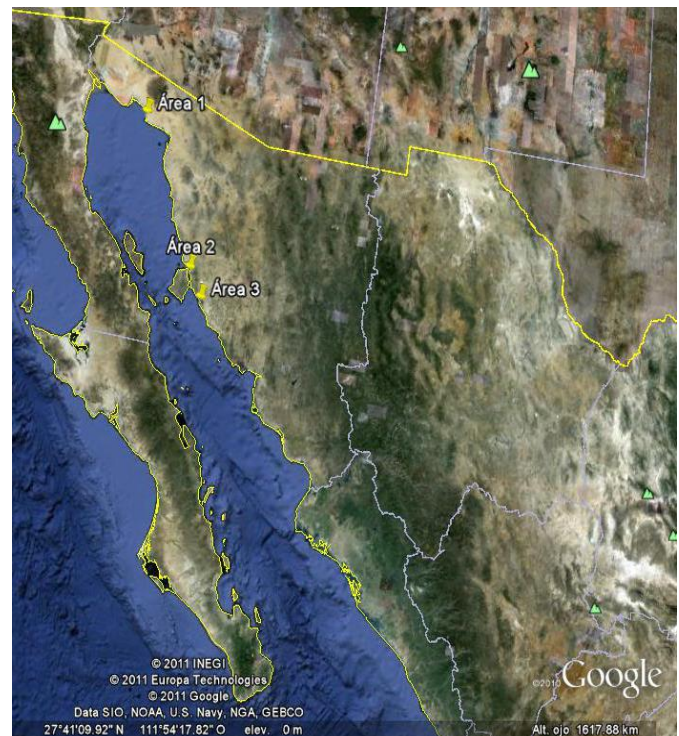 Área 1
Área 2
Área 3
© 2011 INEGI
© 2011 Europa Technologies
© 2011 Google
Data SIO, NOAA, U.S. Navy, NGA, GEBCO
©2010 Google
27°41'09.92" N 111°54'17.82" O elev. 0 m Alt. ojo 1617.88 km